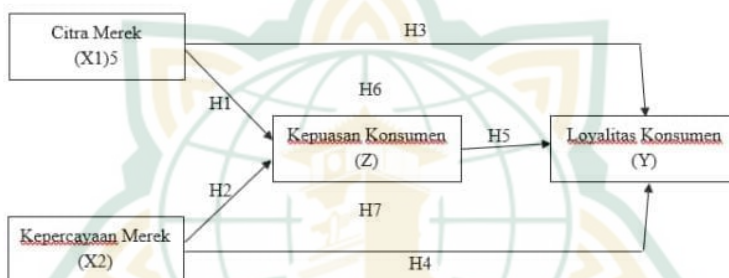 Citra Merek
(X1)5
H3
H1
H6
Kepuasan Konsumen
(Z)
H5
Loyalitas Konsumen
(Y)
H2
H7
Kepercayaan Merek
(X2)
H4